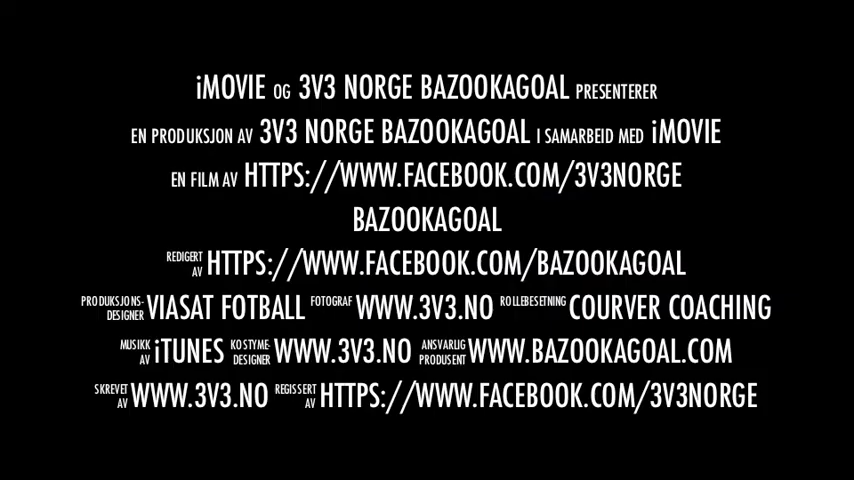 iMOVIE OG 3V3 NORGE BAZOOKAGOAL PRESENTERER
EN PRODUKSJON AV 3V3 NORGE BAZOOKAGOAL I SAMARBEID MED iMOVIE
EN FILM AV HTTPS://WWW.FACEBOOK.COM/3V3NORGE
BAZOOKAGOAL
REDIGERT AV HTTPS://WWW.FACEBOOK.COM/BAZOOKAGOAL
PRODUKSJONS-DESIGNER VIASAT FOTBALL FOTOGRAF WWW.3V3.NO ROLLEBESETNING COURVER COACHING
MUSIKK AV iTUNES KOSTYME-DESIGNER WWW.3V3.NO ANSVARLIG PRODUSENT WWW.BAZOOKAGOAL.COM
SKREVET AV WWW.3V3.NO REGISSERT AV HTTPS://WWW.FACEBOOK.COM/3V3NORGE